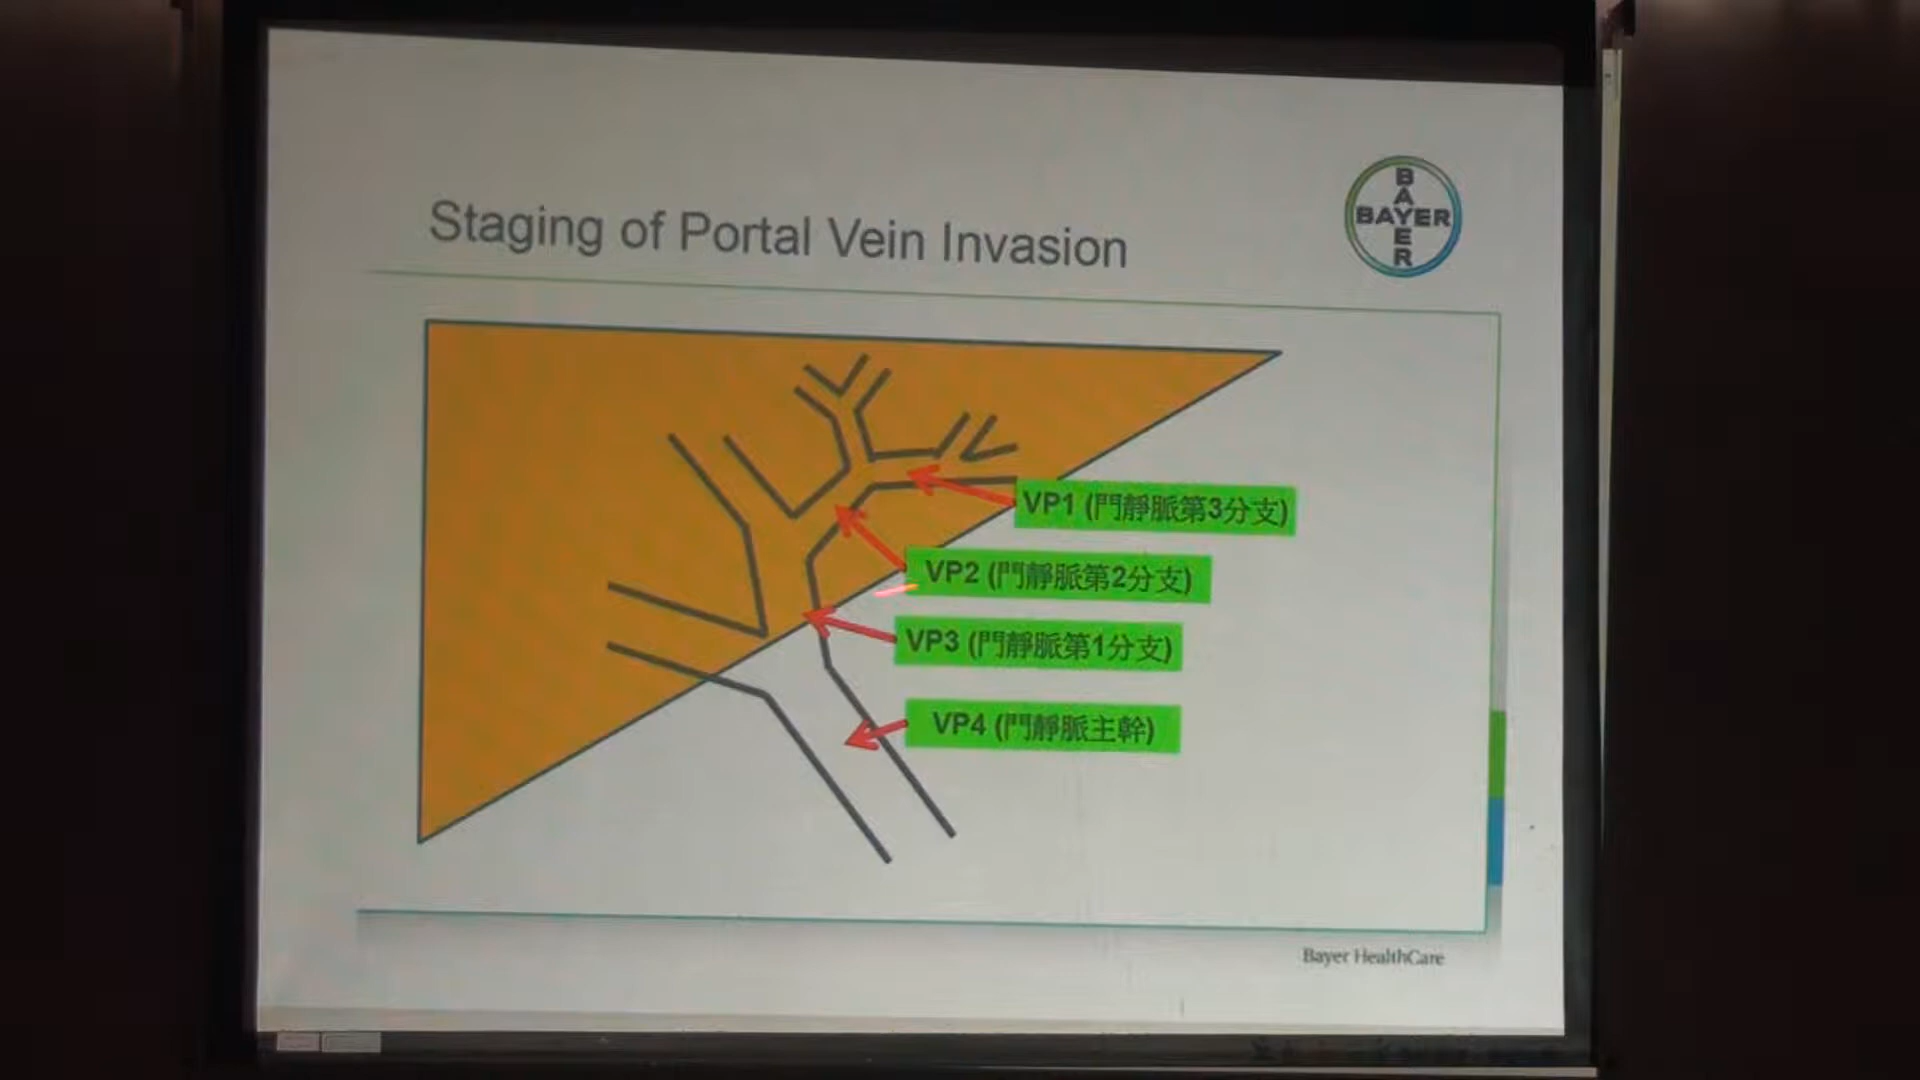 BAYER
BAYER
Staging of Portal Vein Invasion
VP1 (門靜脈第3分支)
VP2 (門靜脈第2分支)
VP3 (門靜脈第1分支)
VP4 (門靜脈主幹)
Bayer HealthCare